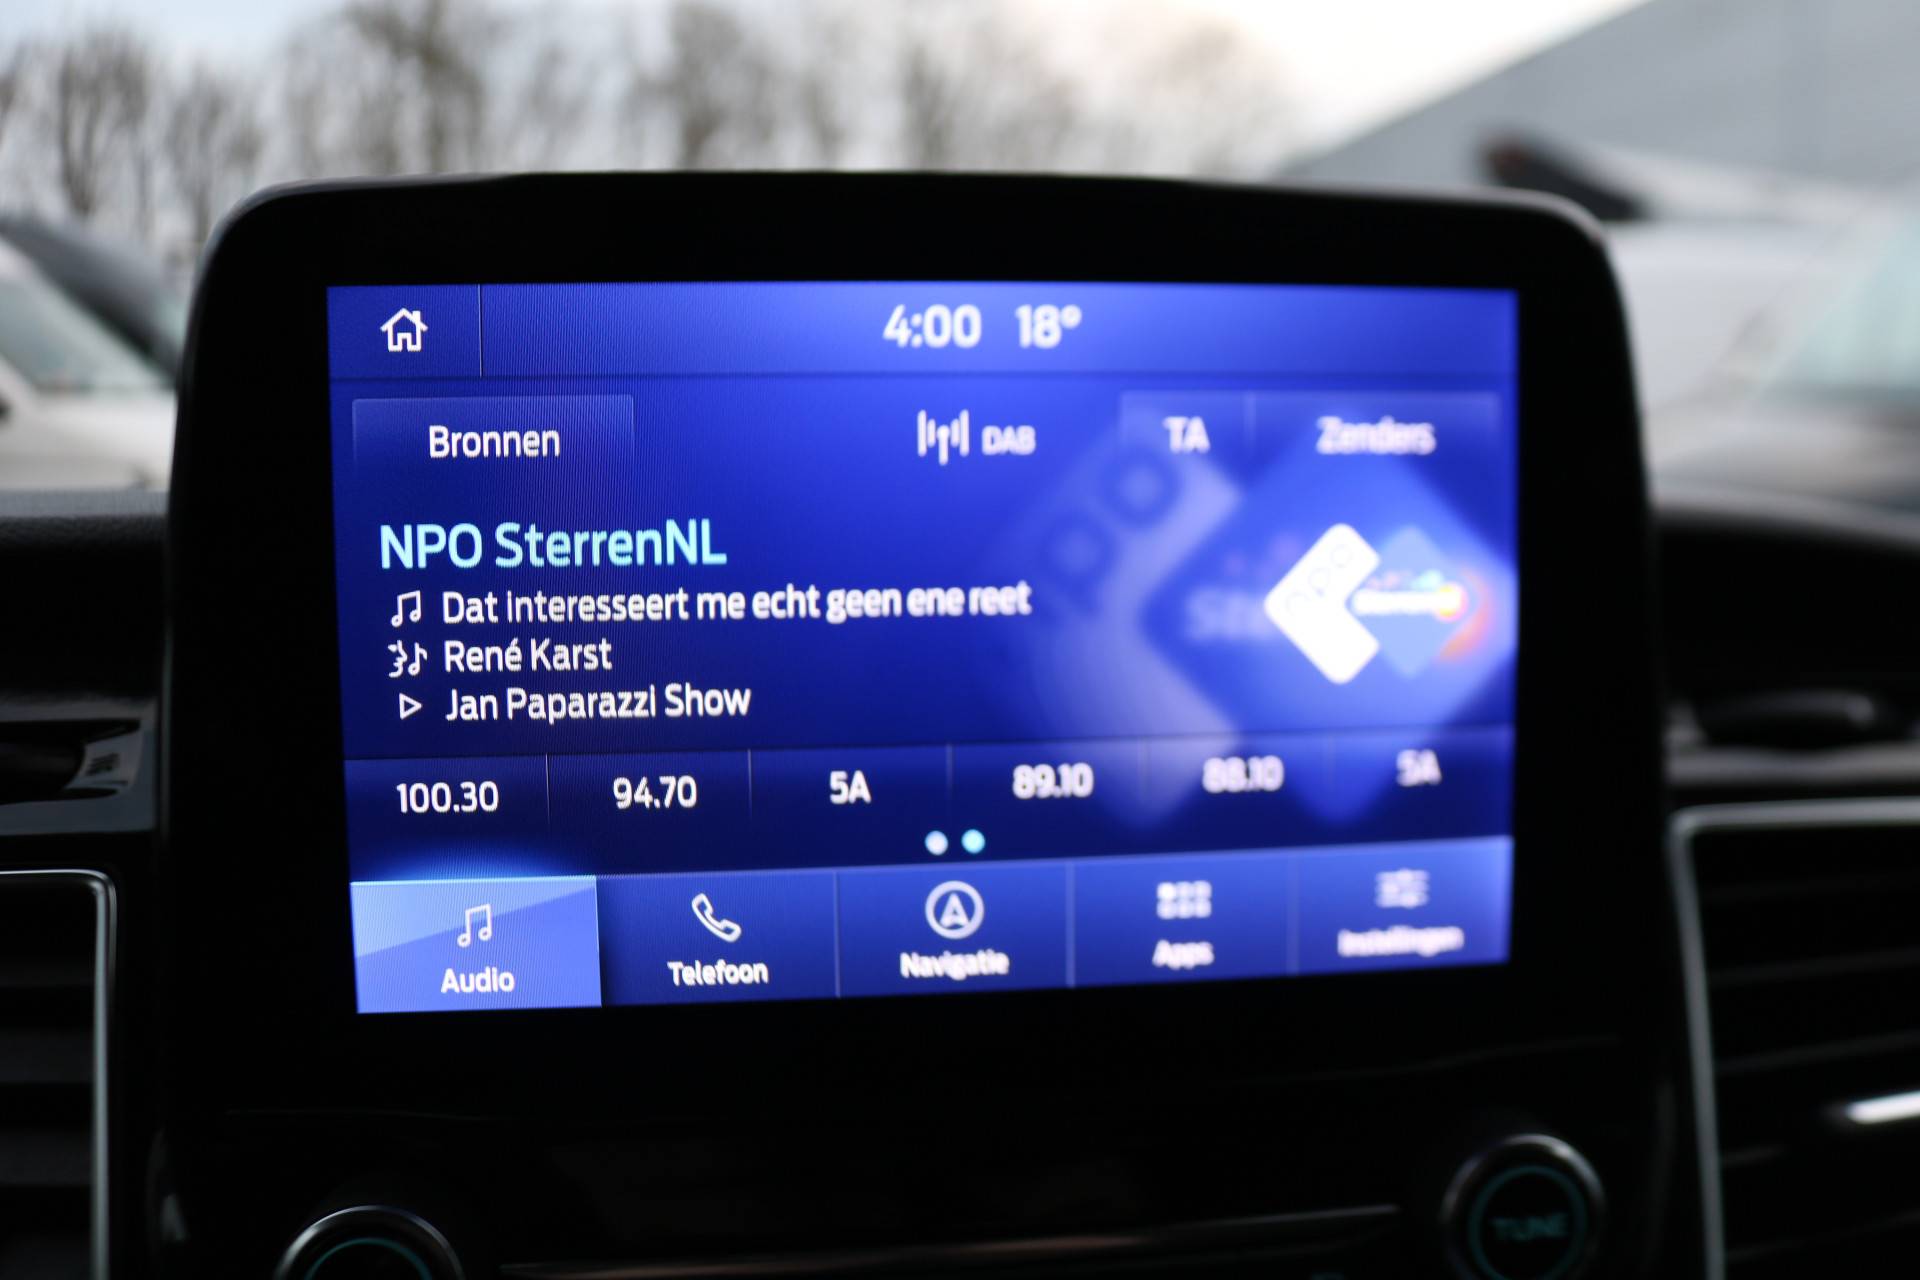 4:00 18°
Bronnen DAB TA Zenders
NPO SterrenNL
Dat interesseert me echt geen ene reet
René Karst
Jan Paparazzi Show
100.30 94.70 5A 89.10 88.10 5A
Audio Telefoon Navigatie Apps Instellingen
TUNE